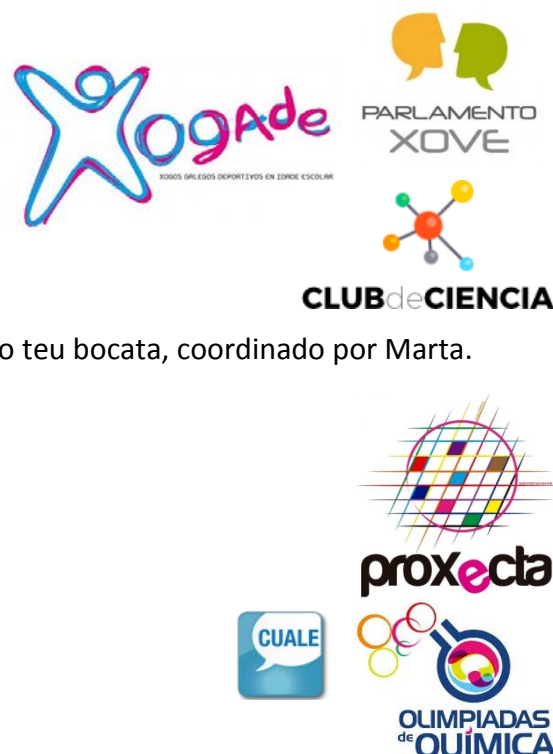 XOGADE
XOGOS GALEGOS DEPORTIVOS EN IDADE ESCOLAR
PARLAMENTO
XOVE
CLUBdeCIENCIA
o teu bocata, coordinado por Marta.
proxecta
CUALE
OLIMPIADAS
de QUÍMICA